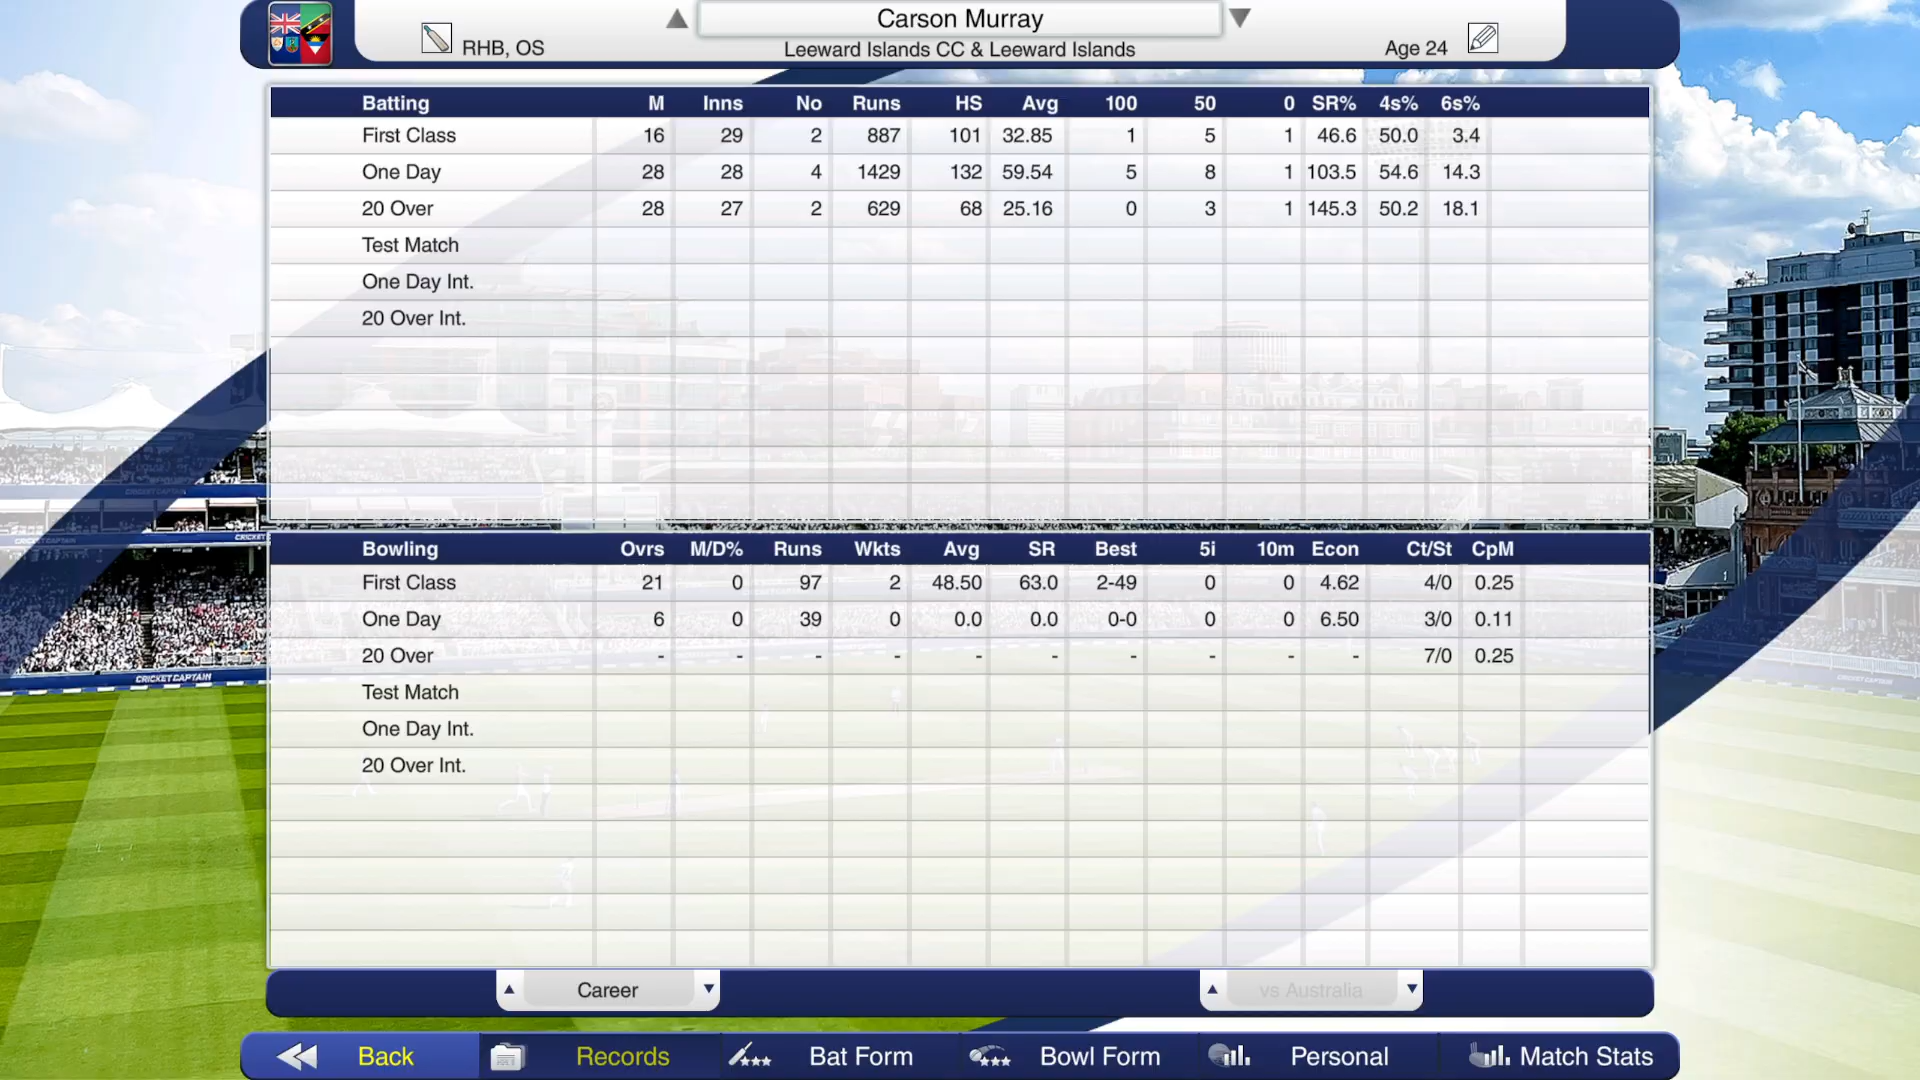 Carson Murray
RHB, OS
Leeward Islands CC & Leeward Islands
Age 24
Batting M Inns No Runs HS Avg 100 50 0 SR% 4s% 6s%
First Class 16 29 2 887 101 32.85 1 5 1 46.6 50.0 3.4
One Day 28 28 4 1429 132 59.54 5 8 1 103.5 54.6 14.3
20 Over 28 27 2 629 68 25.16 0 3 1 145.3 50.2 18.1
Test Match
One Day Int.
20 Over Int.
Bowling Ovrs M/D% Runs Wkts Avg SR Best 5i 10m Econ Ct/St CpM
First Class 21 0 97 2 48.50 63.0 2-49 0 0 4.62 4/0 0.25
One Day 6 0 39 0 0.0 0.0 0-0 0 0 6.50 3/0 0.11
20 Over - - - - - - - - - - 7/0 0.25
Test Match
One Day Int.
20 Over Int.
CRICKET CAPTAIN
Career
vs Australia
Back Records Bat Form Bowl Form Personal Match Stats